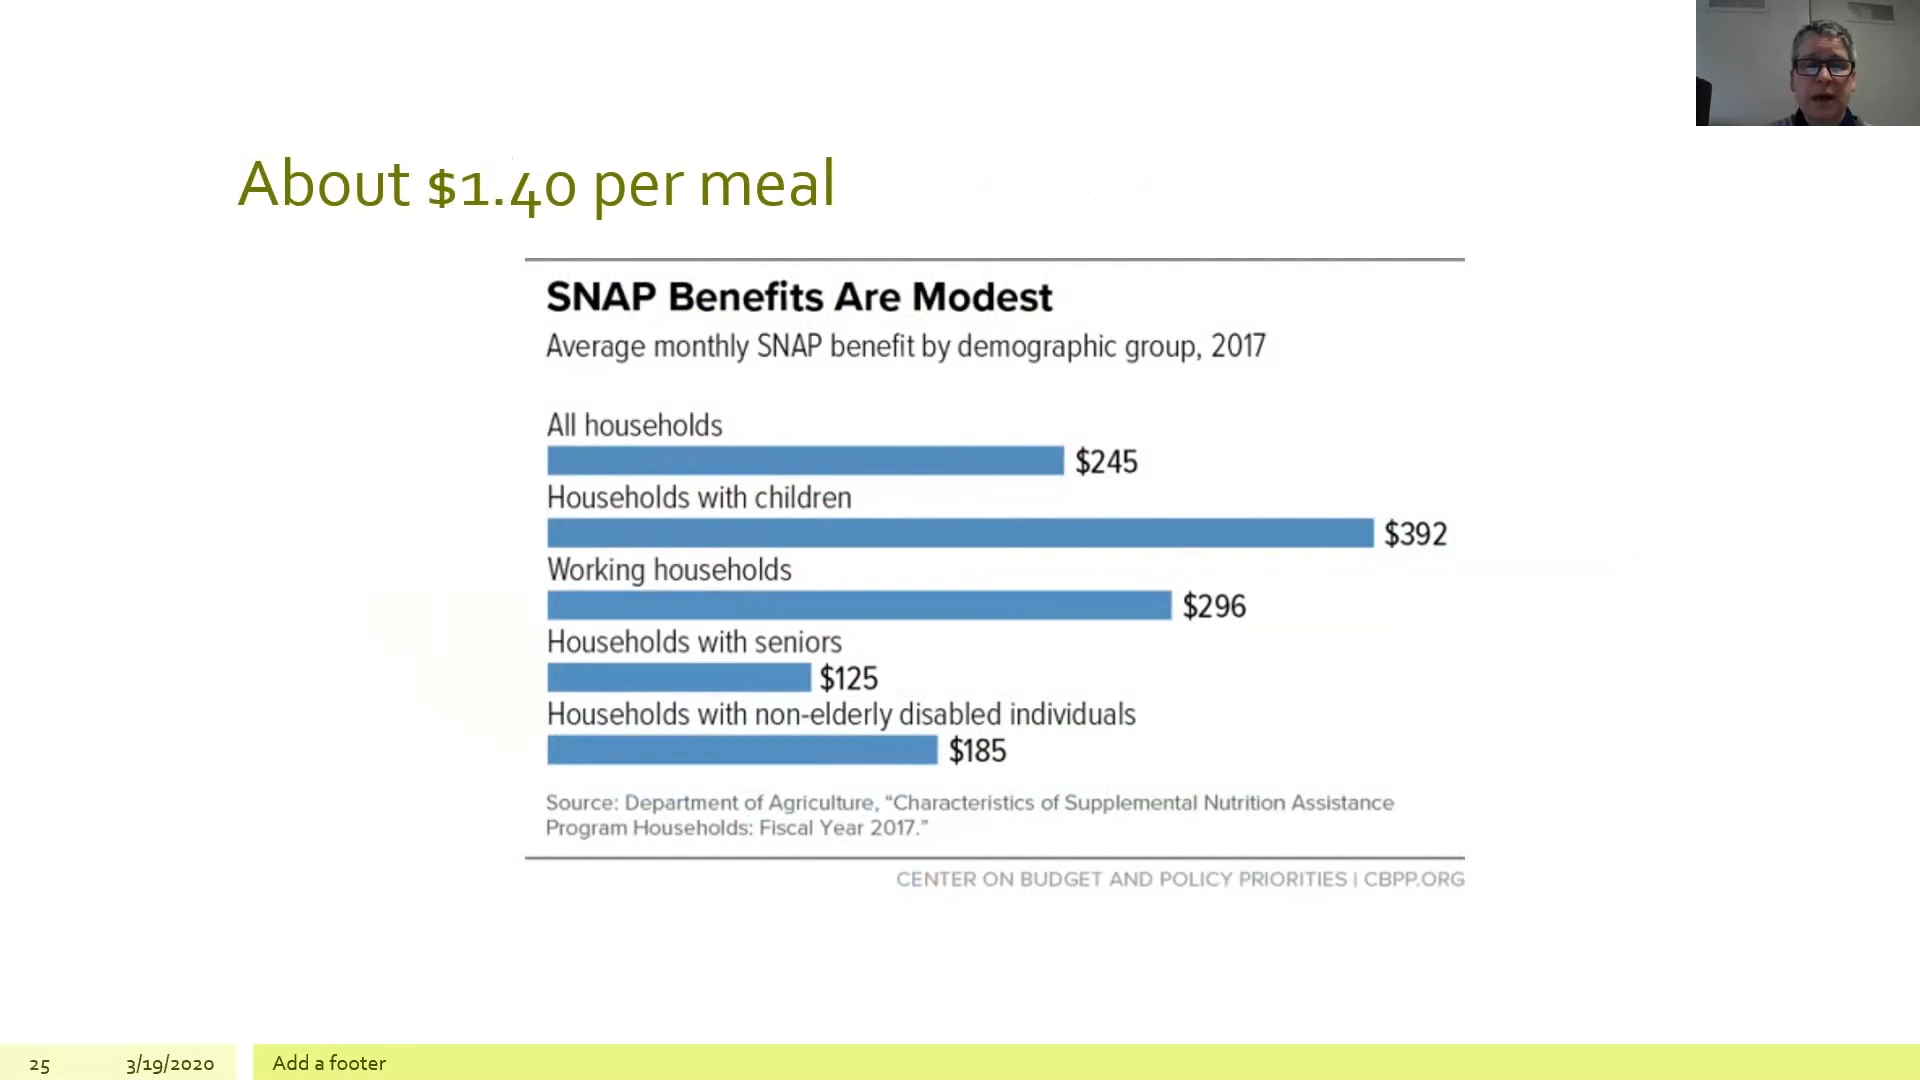 About $1.40 per meal
SNAP Benefits Are Modest
Average monthly SNAP benefit by demographic group, 2017
All households
$245
Households with children
$392
Working households
$296
Households with seniors
$125
Households with non-elderly disabled individuals
$185
Source: Department of Agriculture, “Characteristics of Supplemental Nutrition Assistance
Program Households: Fiscal Year 2017.”
CENTER ON BUDGET AND POLICY PRIORITIES | CBPP.ORG
25 3/19/2020 Add a footer